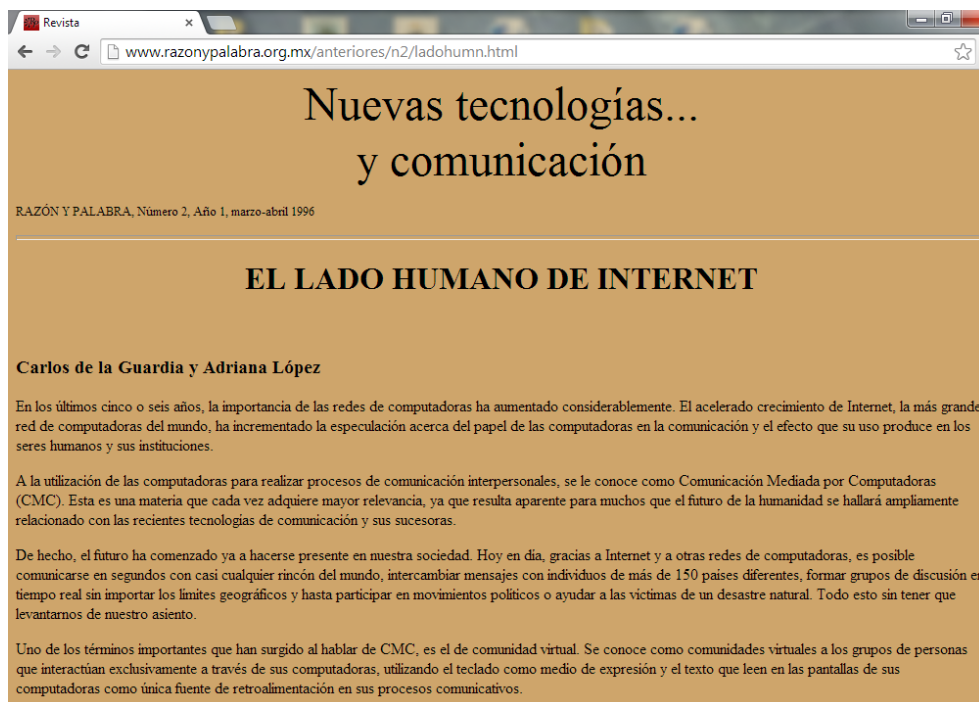 Revista
www.razonypalabra.org.mx/anteriores/n2/ladohumn.html
Nuevas tecnologías...
y comunicación
RAZÓN Y PALABRA, Número 2, Año 1, marzo-abril 1996
EL LADO HUMANO DE INTERNET
Carlos de la Guardia y Adriana López
En los últimos cinco o seis años, la importancia de las redes de computadoras ha aumentado considerablemente. El acelerado crecimiento de Internet, la más grande
red de computadoras del mundo, ha incrementado la especulación acerca del papel de las computadoras en la comunicación y el efecto que su uso produce en los
seres humanos y sus instituciones.
A la utilización de las computadoras para realizar procesos de comunicación interpersonales, se le conoce como Comunicación Mediada por Computadoras
(CMC). Esta es una materia que cada vez adquiere mayor relevancia, ya que resulta aparente para muchos que el futuro de la humanidad se hallará ampliamente
relacionado con las recientes tecnologias de comunicación y sus sucesoras.
De hecho, el futuro ha comenzado ya a hacerse presente en nuestra sociedad. Hoy en día, gracias a Internet y a otras redes de computadoras, es posible
comunicarse en segundos con casi cualquier rincón del mundo, intercambiar mensajes con individuos de más de 150 paises diferentes, formar grupos de discusión en
tiempo real sin importar los límites geográficos y hasta participar en movimientos políticos o ayudar a las victimas de un desastre natural. Todo esto sin tener que
levantarnos de nuestro asiento.
Uno de los términos importantes que han surgido al hablar de CMC, es el de comunidad virtual. Se conoce como comunidades virtuales a los grupos de personas
que interactúan exclusivamente a través de sus computadoras, utilizando el teclado como medio de expresión y el texto que leen en las pantallas de sus
computadoras como única fuente de retroalimentación en sus procesos comunicativos.